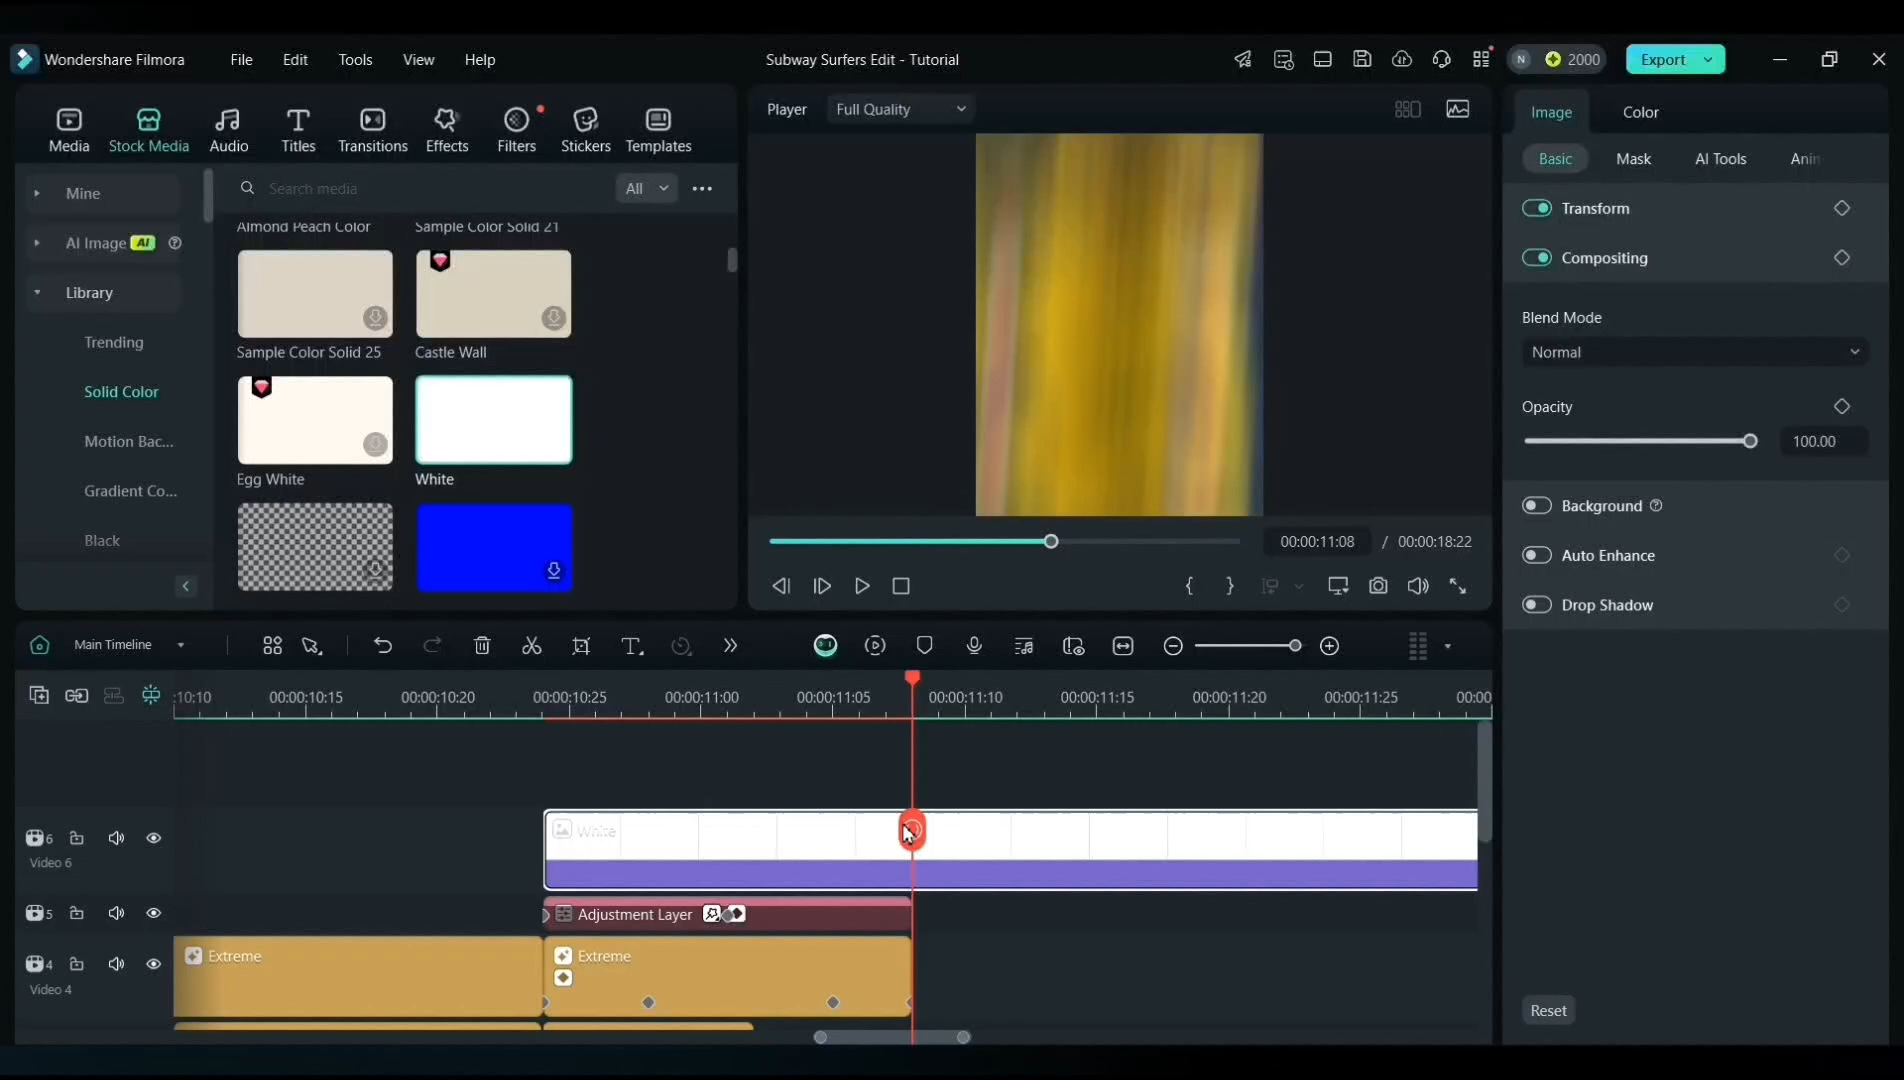 Wondershare Filmora
File
Edit
Tools
View
Help
Subway Surfers Edit - Tutorial
N
2000
Export
Media
Stock Media
Audio
Titles
Transitions
Effects
Filters
Stickers
Templates
Mine
AI Image AI
Library
Trending
Solid Color
Motion Bac...
Gradient Co...
Black
Search media
All
Almond Peach Color
Sample Color Solid 21
Sample Color Solid 25
Castle Wall
Egg White
White
Player
Full Quality
00:00:11:08 / 00:00:18:22
Image
Color
Basic
Mask
AI Tools
Anim
Transform
Compositing
Blend Mode
Normal
Opacity
100.00
Background
Auto Enhance
Drop Shadow
Reset
Main Timeline
:10:10
00:00:10:15
00:00:10:20
00:00:10:25
00:00:11:00
00:00:11:05
00:00:11:10
00:00:11:15
00:00:11:20
00:00:11:25
00:00
6
Video 6
White
5
Adjustment Layer
4
Video 4
Extreme
Extreme